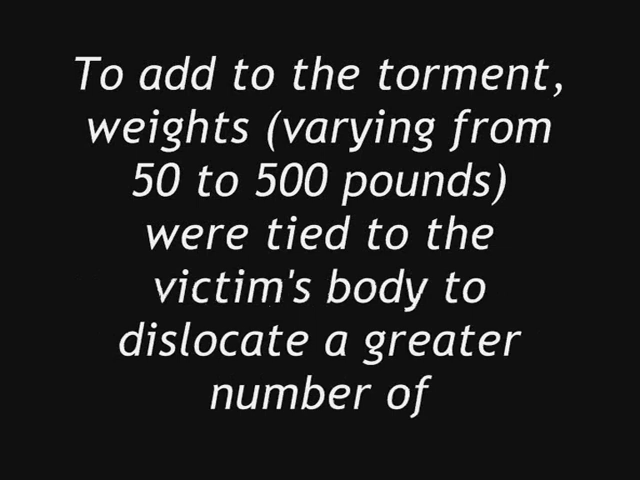 To add to the torment,
weights (varying from
50 to 500 pounds)
were tied to the
victim's body to
dislocate a greater
number of